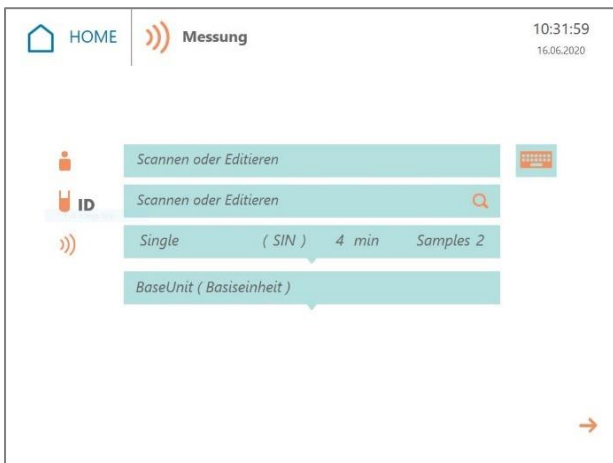 HOME Messung 10:31:59
16.06.2020
Scannen oder Editieren
ID Scannen oder Editieren
Single ( SIN ) 4 min Samples 2
BaseUnit ( Basiseinheit )